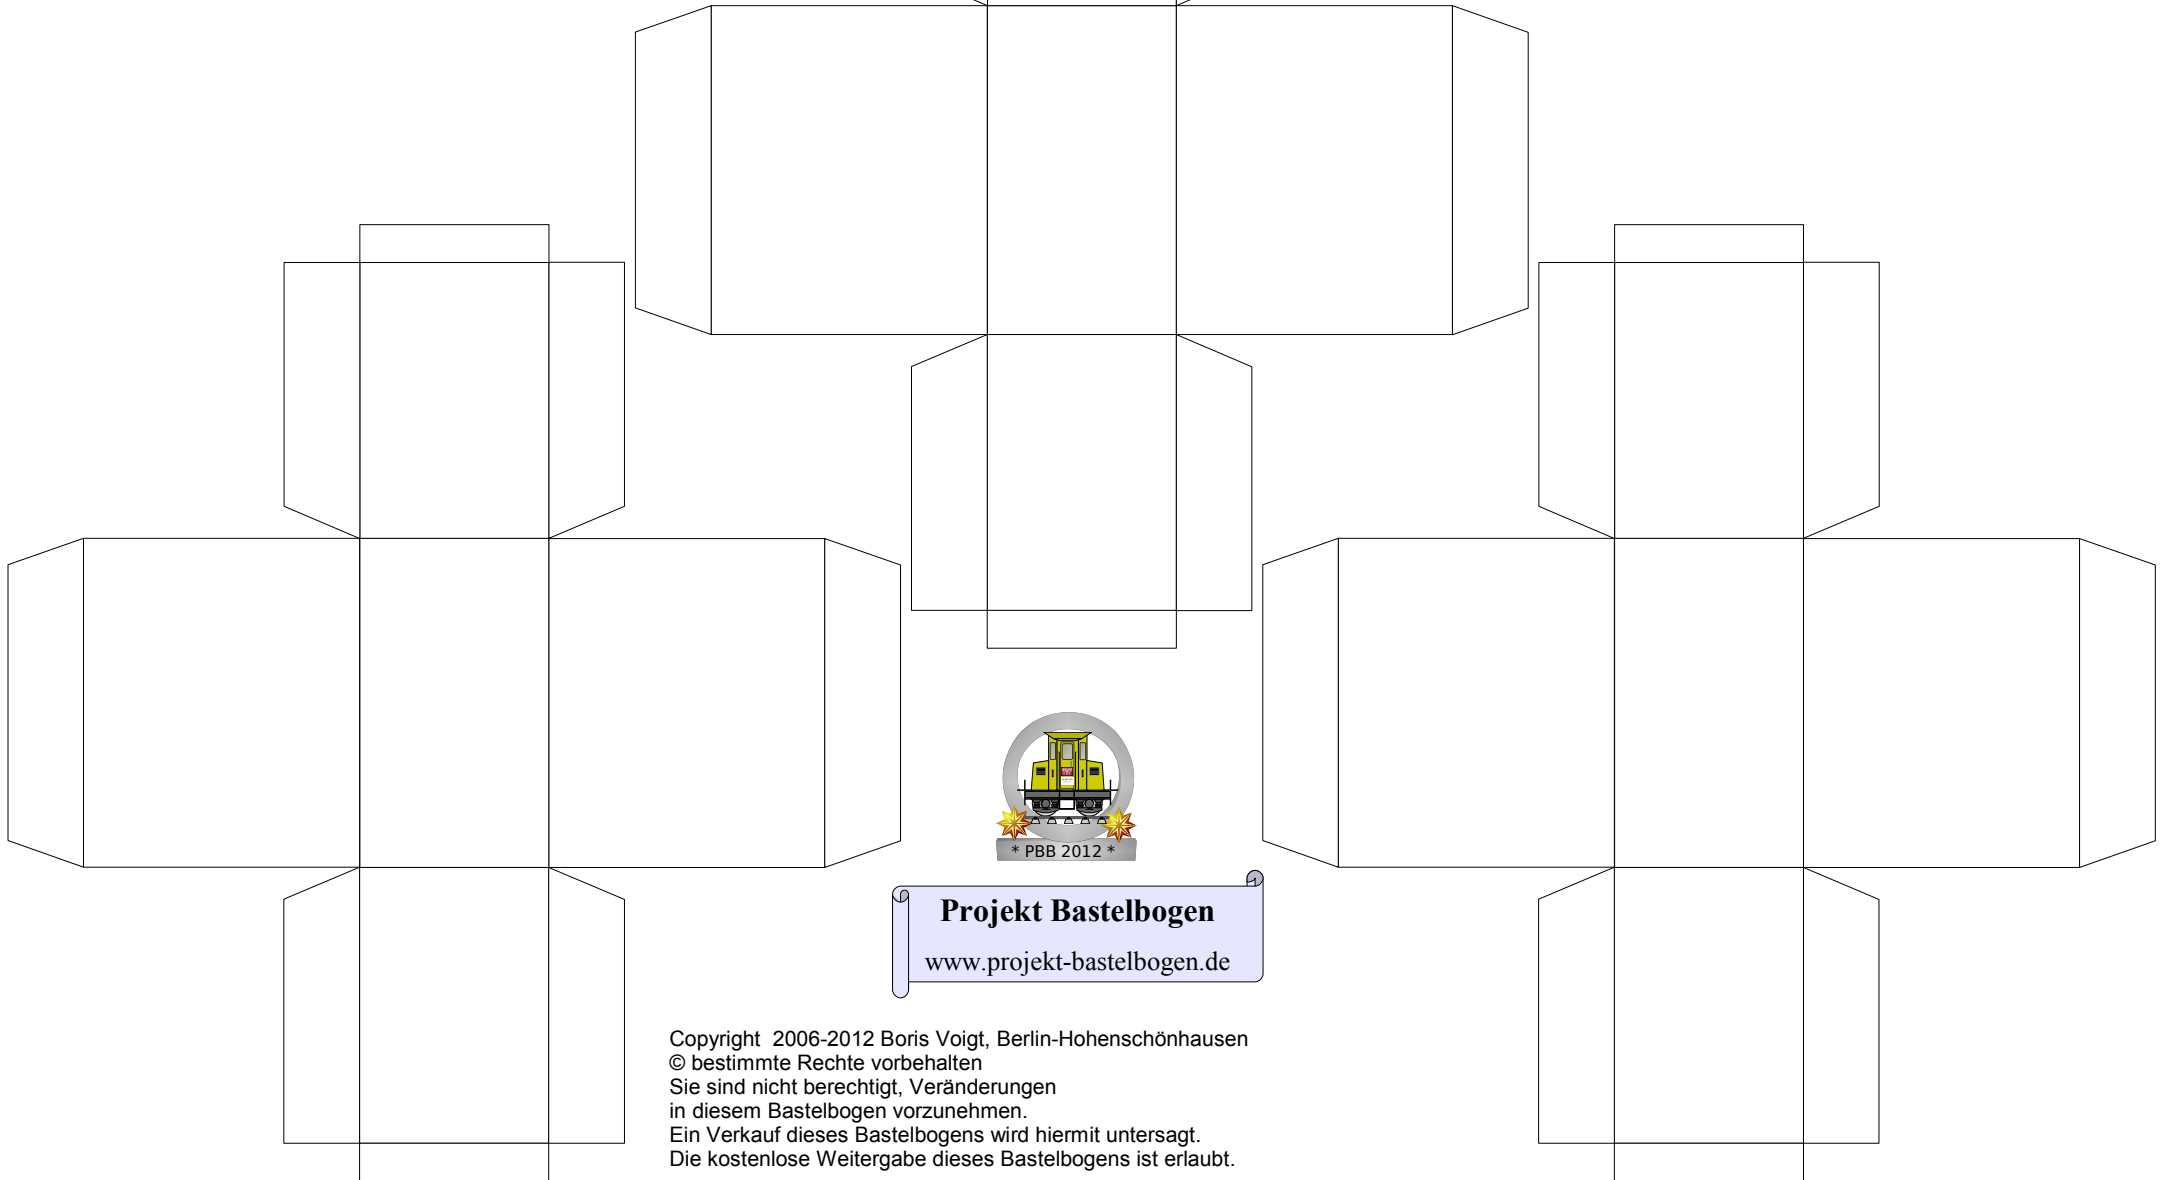 * PBB 2012 *
Projekt Bastelbogen
www.projekt-bastelbogen.de
Copyright  2006-2012 Boris Voigt, Berlin-Hohenschönhausen
© bestimmte Rechte vorbehalten
Sie sind nicht berechtigt, Veränderungen
in diesem Bastelbogen vorzunehmen.
Ein Verkauf dieses Bastelbogens wird hiermit untersagt.
Die kostenlose Weitergabe dieses Bastelbogens ist erlaubt.